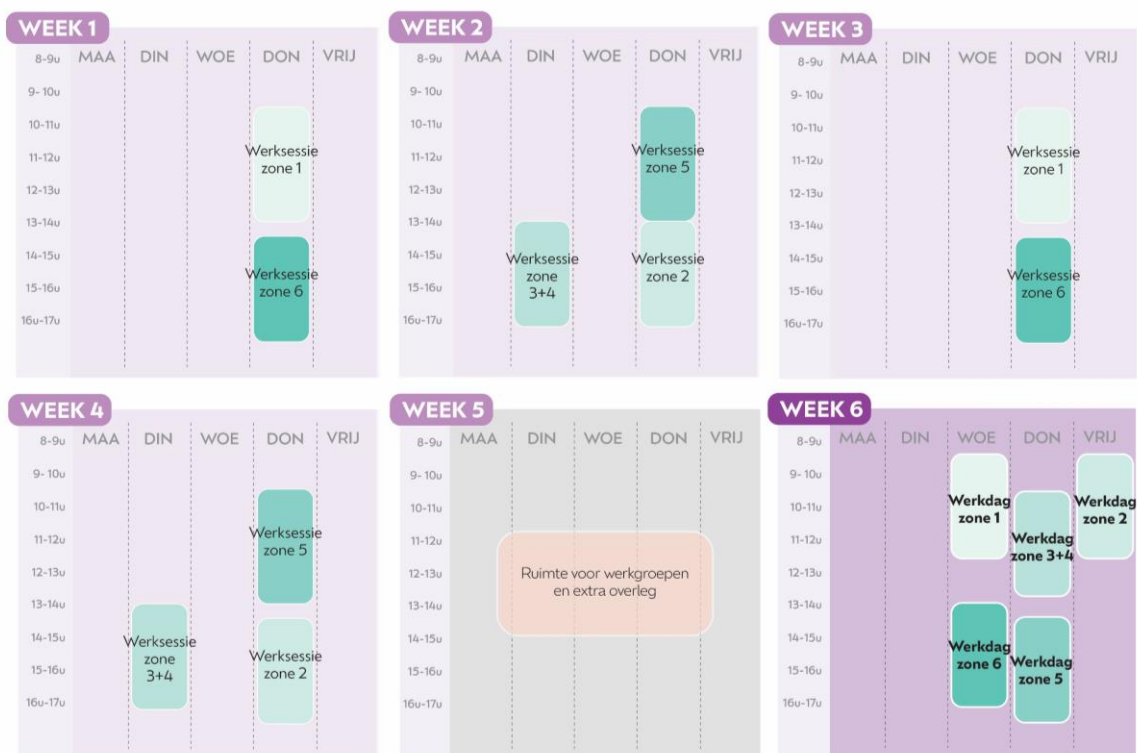 WEEK 1
MAA DIN WOE DON VRIJ
8-9u
9- 10u
10-11u
11-12u
12-13u
13-14u
14-15u
15-16u
16u-17u
Werksessie
zone 1
Werksessie
zone 6
WEEK 2
MAA DIN WOE DON VRIJ
8-9u
9- 10u
10-11u
11-12u
12-13u
13-14u
14-15u
15-16u
16u-17u
Werksessie
zone
3+4
Werksessie
zone 5
Werksessie
zone 2
WEEK 3
MAA DIN WOE DON VRIJ
8-9u
9- 10u
10-11u
11-12u
12-13u
13-14u
14-15u
15-16u
16u-17u
Werksessie
zone 1
Werksessie
zone 6
WEEK 4
MAA DIN WOE DON VRIJ
8-9u
9- 10u
10-11u
11-12u
12-13u
13-14u
14-15u
15-16u
16u-17u
Werksessie
zone
3+4
Werksessie
zone 5
Werksessie
zone 2
WEEK 5
MAA DIN WOE DON VRIJ
8-9u
9- 10u
10-11u
11-12u
12-13u
13-14u
14-15u
15-16u
16u-17u
Ruimte voor werkgroepen
en extra overleg
WEEK 6
MAA DIN WOE DON VRIJ
8-9u
9- 10u
10-11u
11-12u
12-13u
13-14u
14-15u
15-16u
16u-17u
Werkdag
zone 1
Werkdag
zone 6
Werkdag
zone 3+4
Werkdag
zone 5
Werkdag
zone 2